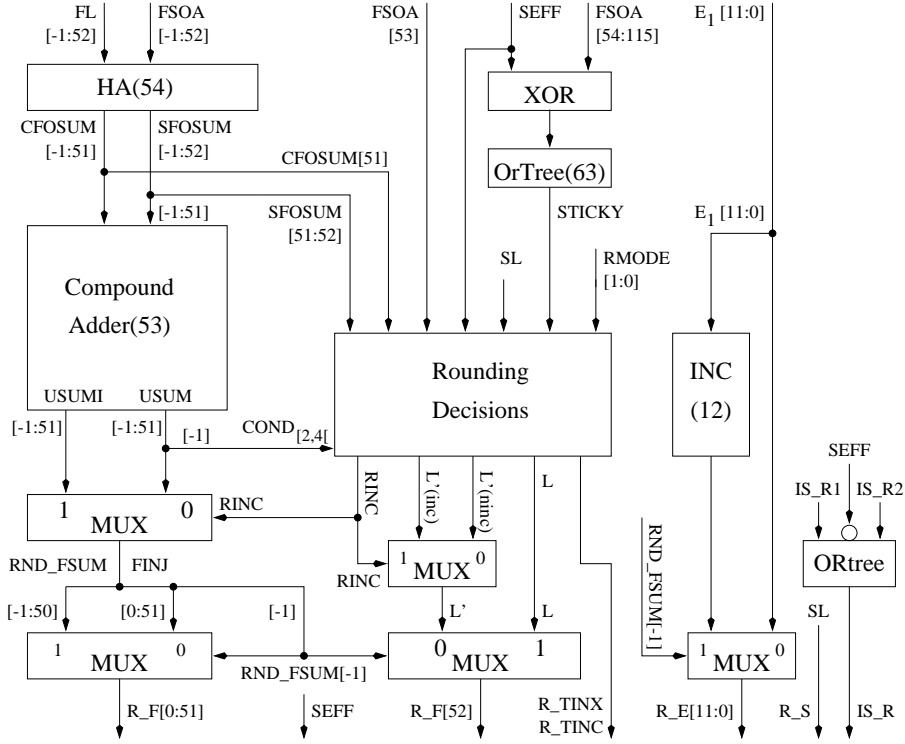 FL
[-1:52]
FSOA
[-1:52]
FSOA
[53]
SEFF
FSOA
[54:115]
E1 [11:0]
HA(54)
XOR
CFOSUM
[-1:51]
SFOSUM
[-1:52]
CFOSUM[51]
OrTree(63)
[-1:51]
SFOSUM
[51:52]
STICKY
E1 [11:0]
SL
RMODE
[1:0]
Compound
Adder(53)
Rounding
Decisions
INC
(12)
USUMI
USUM
[-1:51]
[-1:51]
[-1]
COND[2,4[
SEFF
RINC
L'(inc)
L'(ninc)
L
IS_R1
IS_R2
1
0
MUX
RINC
RND_FSUM[-1]
RND_FSUM
FINJ
1
0
MUX
RINC
ORtree
[-1:50]
[0:51]
[-1]
L'
L
SL
1
0
MUX
RND_FSUM[-1]
0
1
MUX
1
0
MUX
R_F[0:51]
SEFF
R_F[52]
R_TINX
R_TINC
R_E[11:0]
R_S
IS_R